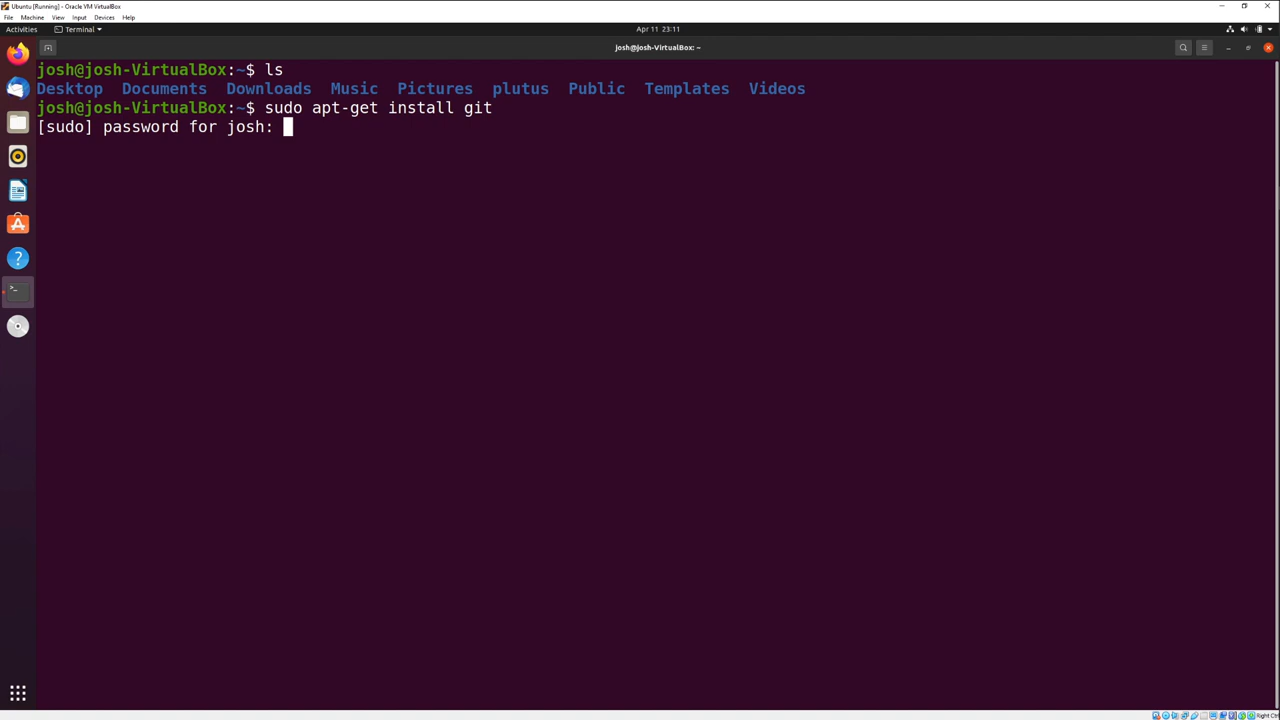 Ubuntu [Running] - Oracle VM VirtualBox
File Machine View Input Devices Help
Activities Terminal Apr 11 23:11
josh@josh-VirtualBox: ~
josh@josh-VirtualBox:~$ ls
Desktop Documents Downloads Music Pictures plutus Public Templates Videos
josh@josh-VirtualBox:~$ sudo apt-get install git
[sudo] password for josh:
Right Ctrl